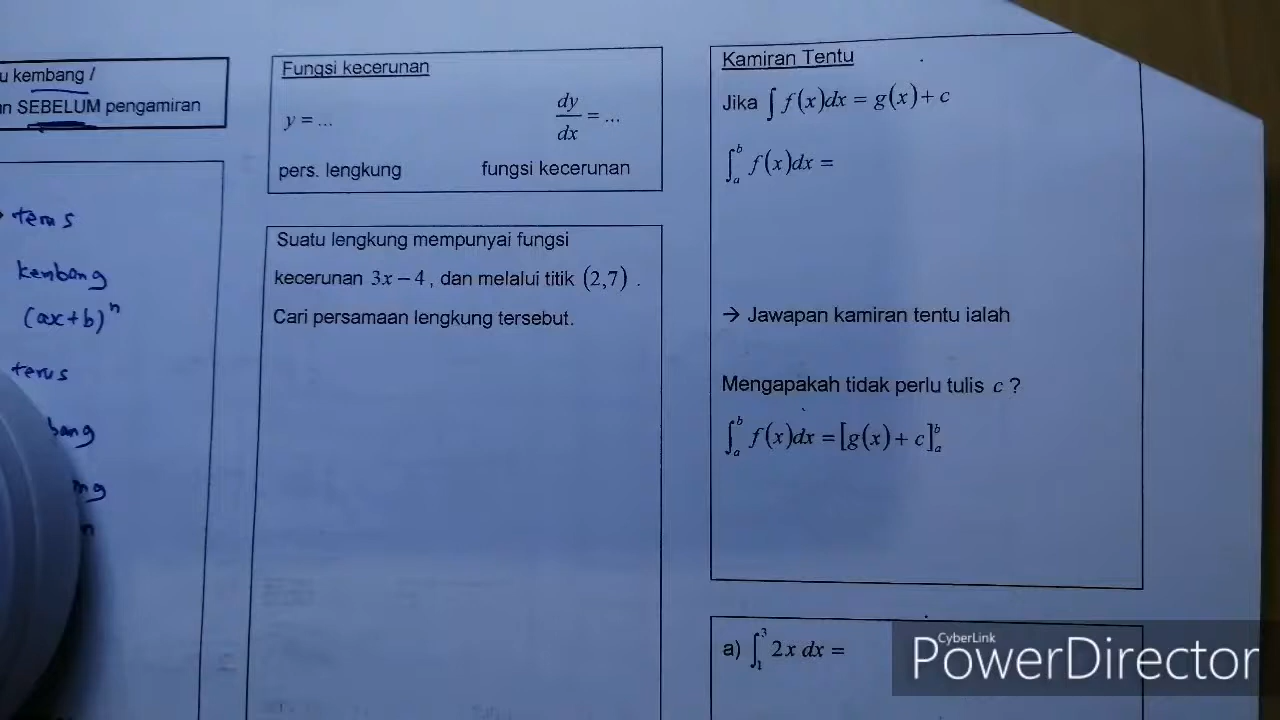 u kembang /
n SEBELUM pengamiran
terus
kembang
(ax+b)ⁿ
terus
bang
ng
n
Fungsi kecerunan
y = ... dy/dx = ...
pers. lengkung fungsi kecerunan
Suatu lengkung mempunyai fungsi
kecerunan 3x − 4, dan melalui titik (2,7) .
Cari persamaan lengkung tersebut.
Kamiran Tentu
Jika ∫ f(x)dx = g(x)+ c
∫ₐᵇ f(x)dx =
→ Jawapan kamiran tentu ialah
Mengapakah tidak perlu tulis c ?
∫ₐᵇ f(x)dx = [g(x)+ c]ₐᵇ
a) ∫₁³ 2x dx =
CyberLink
PowerDirector